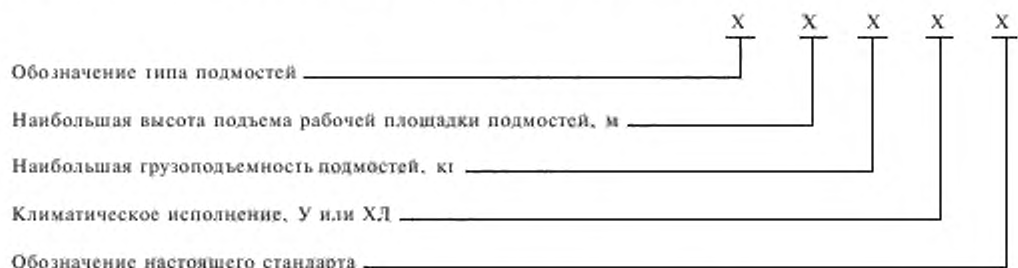 X X X X X
Обозначение типа подмостей
Наибольшая высота подъема рабочей площадки подмостей, м
Наибольшая грузоподъемность подмостей, кг
Климатическое исполнение, У или ХЛ
Обозначение настоящего стандарта